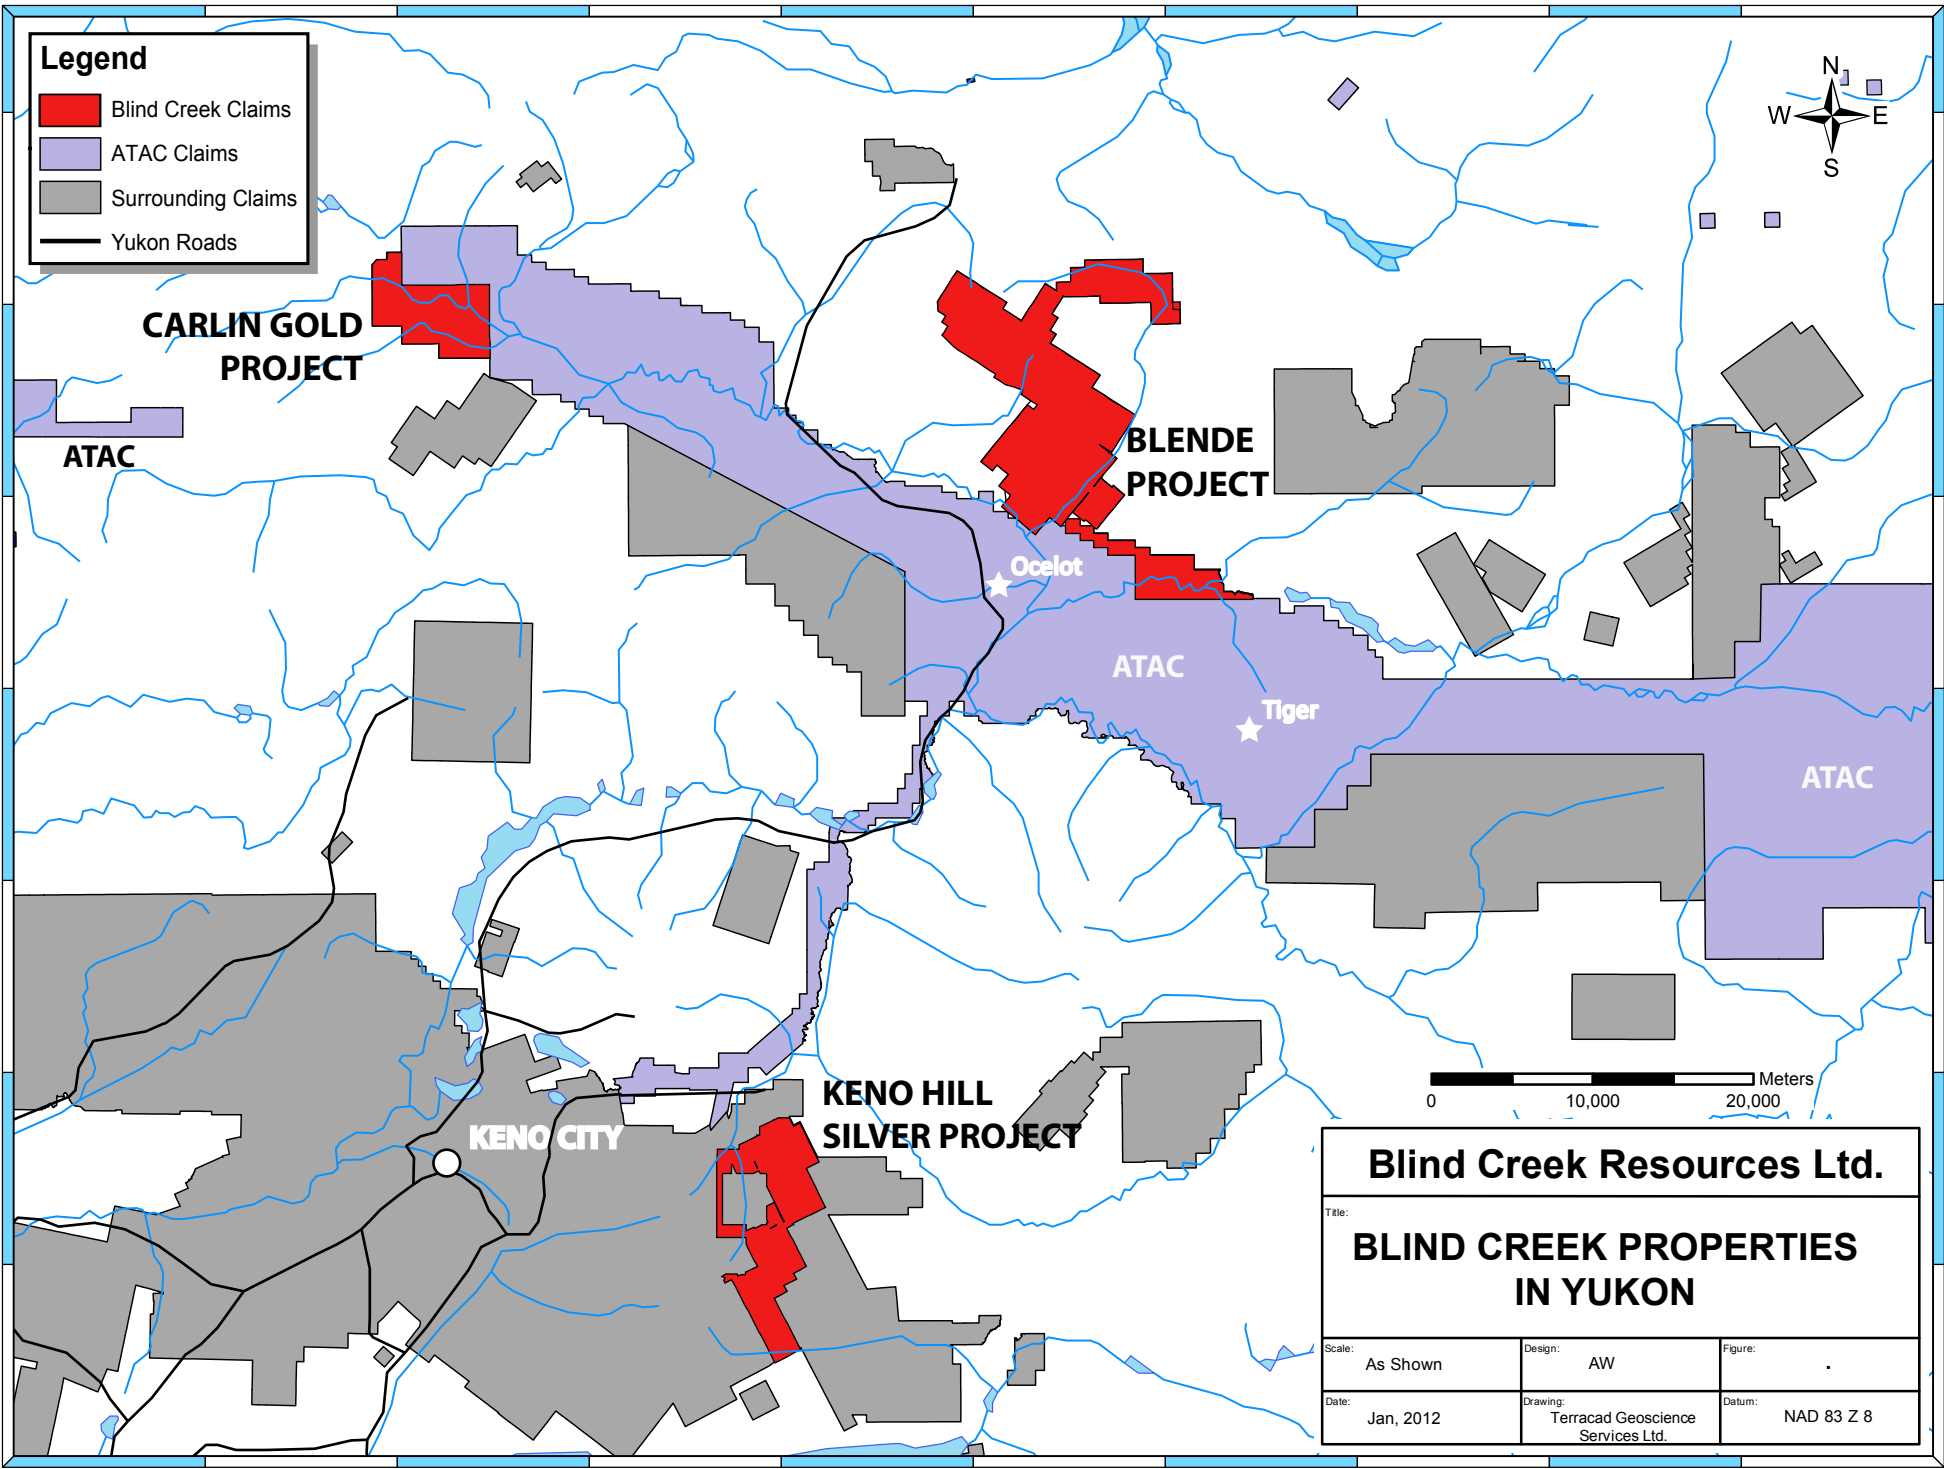 Legend
Blind Creek Claims
ATAC Claims
Surrounding Claims
Yukon Roads
N
W E
S
CARLIN GOLD
PROJECT
ATAC
BLENDE
PROJECT
Ocelot
ATAC
Tiger
ATAC
KENO HILL
SILVER PROJECT
KENO CITY
Meters
0 10,000 20,000
Blind Creek Resources Ltd.
Title:
BLIND CREEK PROPERTIES
IN YUKON
Scale: As Shown
Design: AW
Figure: .
Date: Jan, 2012
Drawing: Terracad Geoscience
Services Ltd.
Datum: NAD 83 Z 8